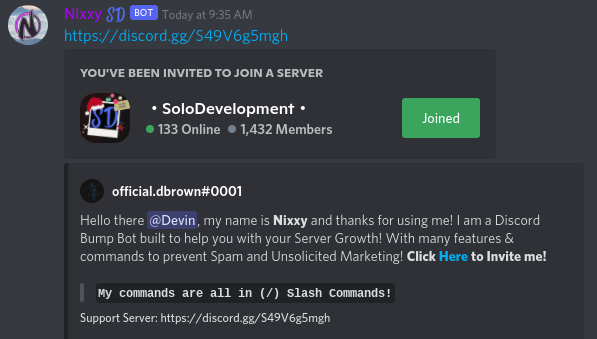 Nixxy SD BOT Today at 9:35 AM
https://discord.gg/S49V6g5mgh
YOU'VE BEEN INVITED TO JOIN A SERVER
SD
• SoloDevelopment •
133 Online 1,432 Members
Joined
official.dbrown#0001
Hello there @Devin, my name is Nixxy and thanks for using me! I am a Discord
Bump Bot built to help you with your Server Growth! With many features &
commands to prevent Spam and Unsolicited Marketing! Click Here to Invite me!
My commands are all in (/) Slash Commands!
Support Server: https://discord.gg/S49V6g5mgh